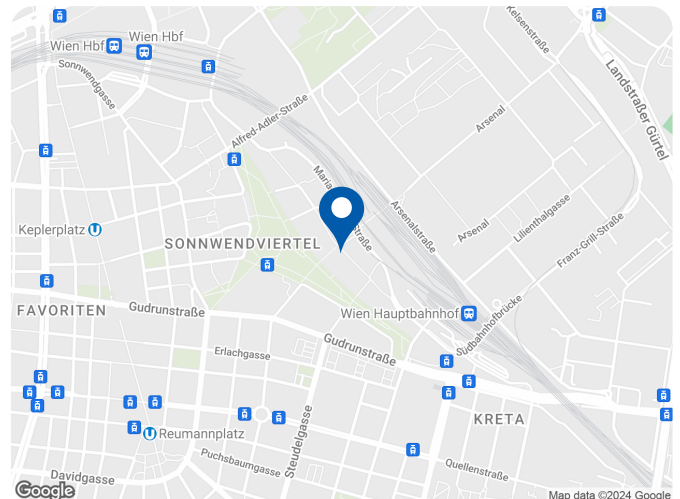 Wien Hbf
Wien Hbf
Sonnwendgasse
Kelsenstraße
Landstraßer Gürtel
Alfred-Adler-Straße
Arsenal
Maria-
Straße
Arsenalstraße
Arsenal
Lilienthalgasse
Franz-Grill-Straße
Keplerplatz
SONNWENDVIERTEL
FAVORITEN
Gudrunstraße
Wien Hauptbahnhof
Südbahnhofbrücke
Gudrunstraße
Erlachgasse
Steudelgasse
KRETA
Reumannplatz
Puchsbaumgasse
Quellenstraße
Davidgasse
Google
Map data ©2024 Google